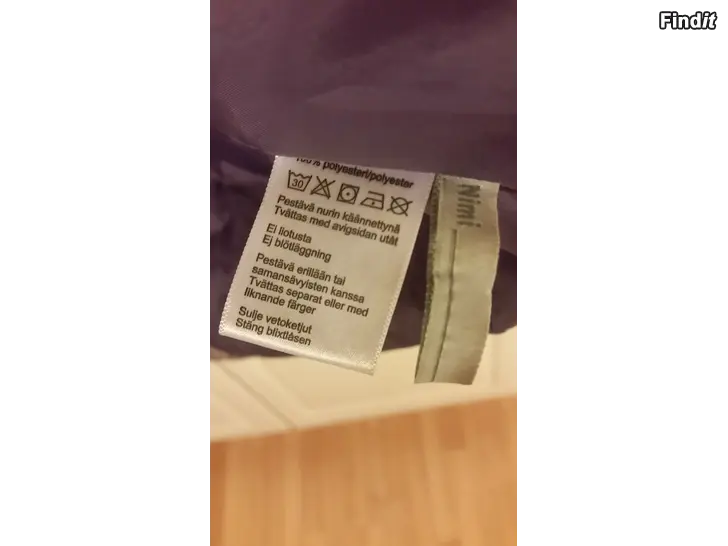 Findit
100% polyesteri/polyester
30
Pestävä nurin käännettynä
Tvättas med avigsidan utåt
Ei liotusta
Ej blötläggning
Pestävä erillään tai
samansävyisten kanssa
Tvättas separat eller med
liknande färger
Sulje vetoketjut
Stäng blixtlåsen
Nimi